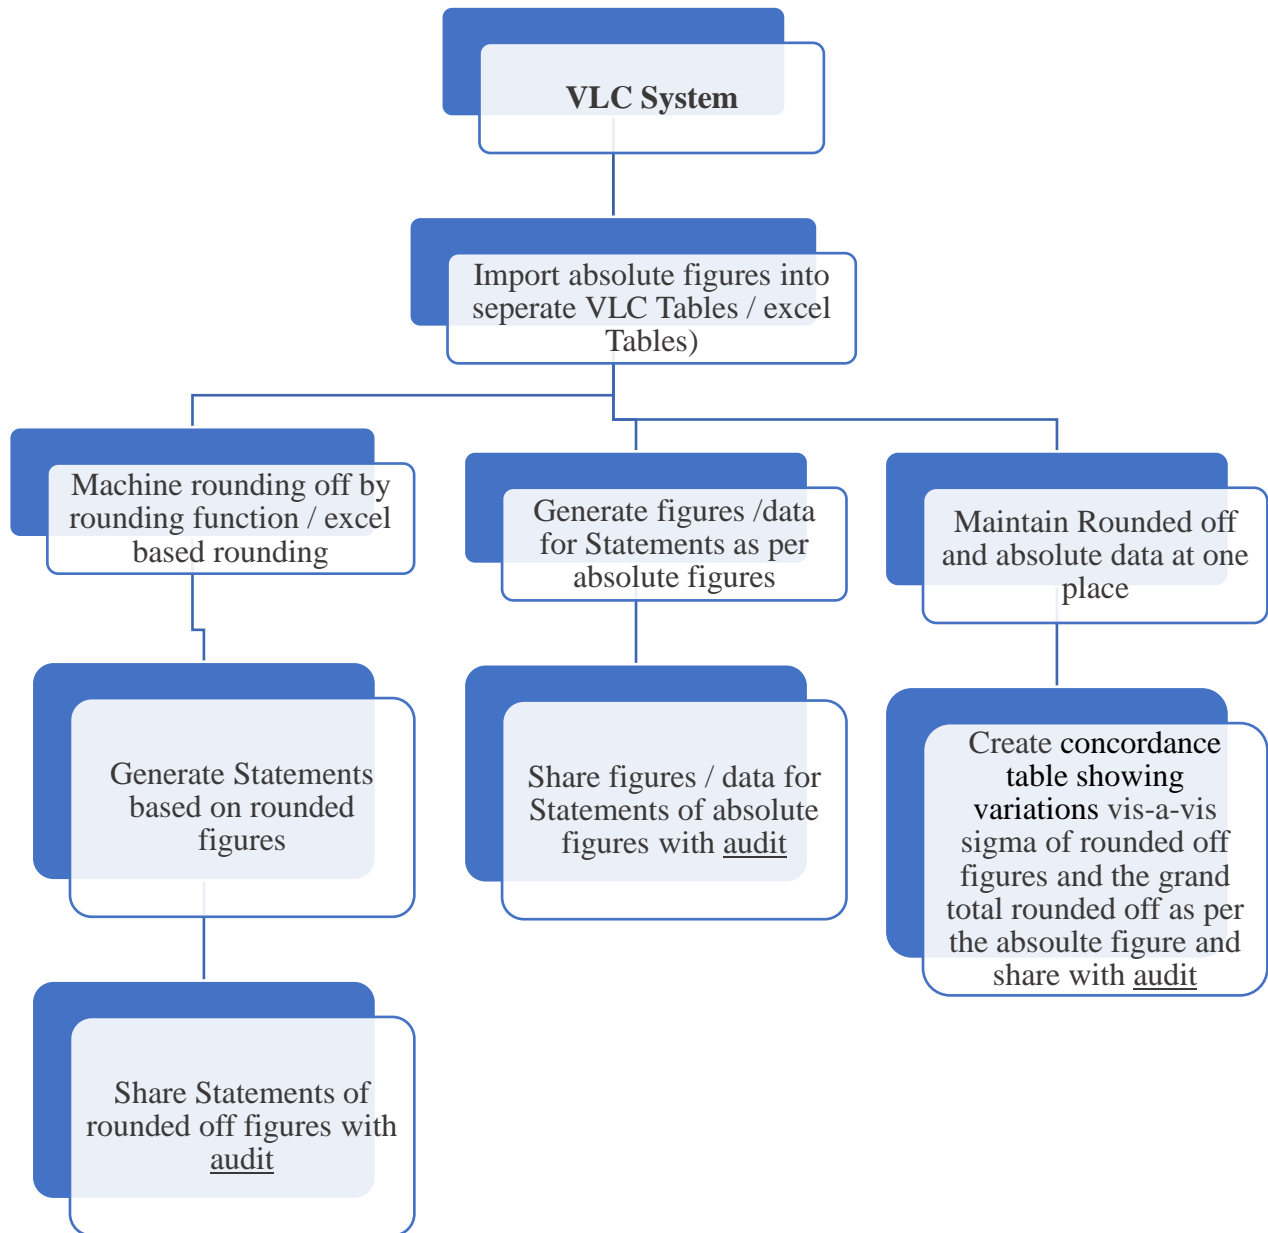 VLC System
Import absolute figures into
seperate VLC Tables / excel
Tables)
Machine rounding off by
rounding function / excel
based rounding
Generate figures /data
for Statements as per
absolute figures
Maintain Rounded off
and absolute data at one
place
Generate Statements
based on rounded
figures
Share figures / data for
Statements of absolute
figures with audit
Create concordance
table showing
variations vis-a-vis
sigma of rounded off
figures and the grand
total rounded off as per
the absoulte figure and
share with audit
Share Statements of
rounded off figures with
audit